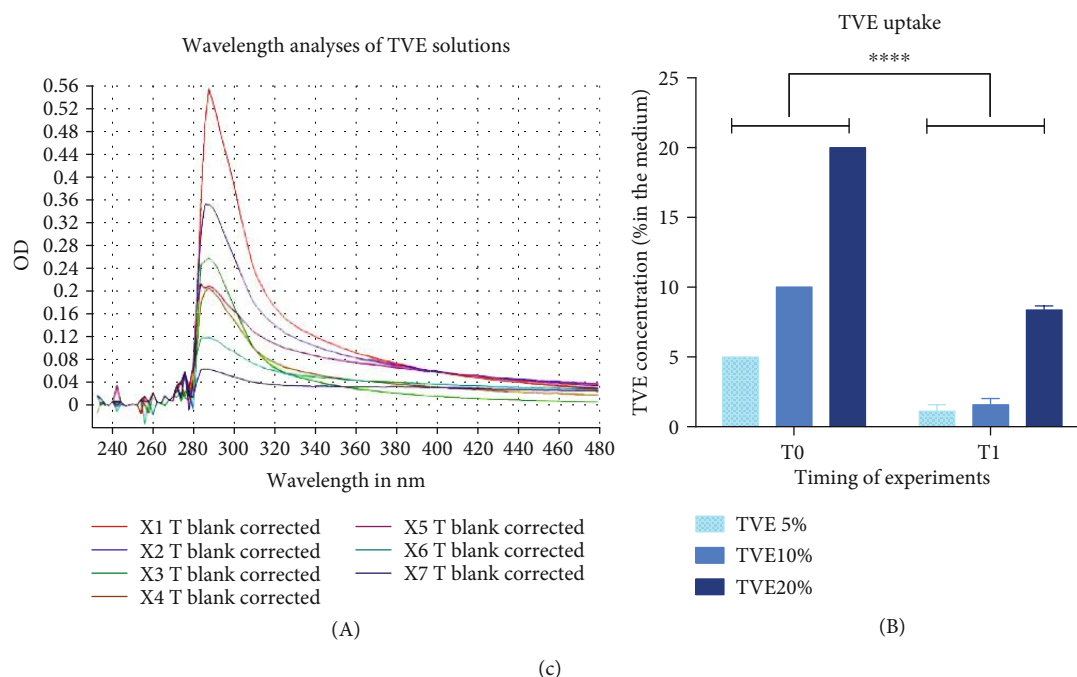 Wavelength analyses of TVE solutions
0.56
0.52
0.48
0.44
0.4
0.36
0.32
0.28
0.24
0.2
0.16
0.12
0.08
0.04
0
OD
240 260 280 300 320 340 360 380 400 420 440 460 480
Wavelength in nm
X1 T blank corrected
X2 T blank corrected
X3 T blank corrected
X4 T blank corrected
X5 T blank corrected
X6 T blank corrected
X7 T blank corrected
(A)
TVE uptake
****
25
20
15
10
5
0
TVE concentration (%in the medium)
T0 T1
Timing of experiments
TVE 5%
TVE10%
TVE20%
(B)
(c)